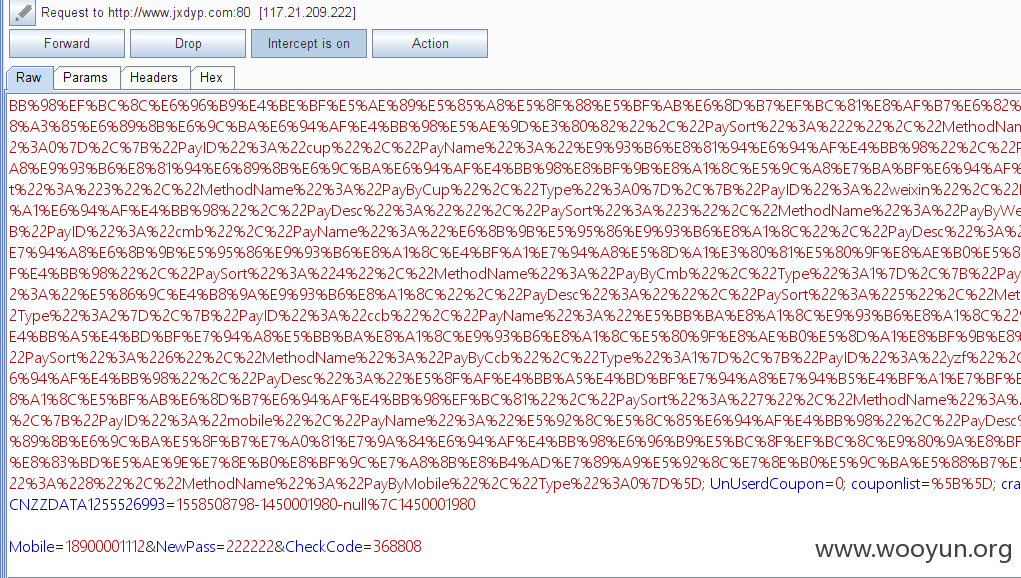 Request to http://www.jxdyp.com:80 [117.21.209.222]
Forward Drop Intercept is on Action
Raw Params Headers Hex
BB%98%EF%BC%8C%E6%96%B9%E4%BE%BF%E5%AE%89%E5%85%A8%E5%8F%88%E5%BF%AB%E6%8D%B7%EF%BC%81%E8%AF%B7%E6%82%
8%A3%85%E6%89%8B%E6%9C%BA%E6%94%AF%E4%BB%98%E5%AE%9D%E3%80%82%22%2C%22PaySort%22%3A%222%22%2C%22MethodNam
2%3A0%7D%2C%7B%22PayID%22%3A%22cup%22%2C%22PayName%22%3A%22%E9%93%B6%E8%81%94%E6%94%AF%E4%BB%98%22%2C%22P
A8%E9%93%B6%E8%81%94%E6%89%8B%E6%9C%BA%E6%94%AF%E4%BB%98%E8%BF%9B%E8%A1%8C%E5%9C%A8%E7%BA%BF%E6%94%AF%
t%22%3A%223%22%2C%22MethodName%22%3A%22PayByCup%22%2C%22Type%22%3A0%7D%2C%7B%22PayID%22%3A%22weixin%22%2C%22
%A1%E6%94%AF%E4%BB%98%22%2C%22PayDesc%22%3A%22%22%2C%22PaySort%22%3A%223%22%2C%22MethodName%22%3A%22PayByWe
B%22PayID%22%3A%22cmb%22%2C%22PayName%22%3A%22%E6%8B%9B%E5%95%86%E9%93%B6%E8%A1%8C%22%2C%22PayDesc%22%3A%2
E7%94%A8%E6%8B%9B%E5%95%86%E9%93%B6%E8%A1%8C%E4%BF%A1%E7%94%A8%E5%8D%A1%E3%80%81%E5%80%9F%E8%AE%B0%E5%8
F%E4%BB%98%22%2C%22PaySort%22%3A%224%22%2C%22MethodName%22%3A%22PayByCmb%22%2C%22Type%22%3A1%7D%2C%7B%22Pay
2%3A%22%E5%86%9C%E4%B8%9A%E9%93%B6%E8%A1%8C%22%2C%22PayDesc%22%3A%22%22%2C%22PaySort%22%3A%225%22%2C%22Met
2Type%22%3A2%7D%2C%7B%22PayID%22%3A%22ccb%22%2C%22PayName%22%3A%22%E5%BB%BA%E8%A1%8C%E9%93%B6%E8%A1%8C%22%
E4%BB%A5%E4%BD%BF%E7%94%A8%E5%BB%BA%E8%A1%8C%E9%93%B6%E8%A1%8C%E5%80%9F%E8%AE%B0%E5%8D%A1%E8%BF%9B%E8%
22PaySort%22%3A%226%22%2C%22MethodName%22%3A%22PayByCcb%22%2C%22Type%22%3A1%7D%2C%7B%22PayID%22%3A%22yzf%22%2C
6%94%AF%E4%BB%98%22%2C%22PayDesc%22%3A%22%E5%8F%AF%E4%BB%A5%E4%BD%BF%E7%94%A8%E7%94%B5%E4%BF%A1%E7%BF%
8%A1%8C%E5%BF%AB%E6%8D%B7%E6%94%AF%E4%BB%98%EF%BC%81%22%2C%22PaySort%22%3A%227%22%2C%22MethodName%22%3A%
%2C%7B%22PayID%22%3A%22mobile%22%2C%22PayName%22%3A%22%E5%92%8C%E5%8C%85%E6%94%AF%E4%BB%98%22%2C%22PayDesc
%89%8B%E6%9C%BA%E5%8F%B7%E7%A0%81%E7%9A%84%E6%94%AF%E4%BB%98%E6%96%B9%E5%BC%8F%EF%BC%8C%E9%80%9A%E8%BF
%E8%83%BD%E5%AE%9E%E7%8E%B0%E8%BF%9C%E7%A8%8B%E8%B4%AD%E7%89%A9%E5%92%8C%E7%8E%B0%E5%9C%BA%E5%88%B7%E5
22%3A%228%22%2C%22MethodName%22%3A%22PayByMobile%22%2C%22Type%22%3A0%7D%5D; UnUserdCoupon=0; couponlist=%5B%5D; cra
CNZZDATA1255526993=1558508798-1450001980-null%7C1450001980
Mobile=18900001112&NewPass=222222&CheckCode=368808
www.wooyun.org